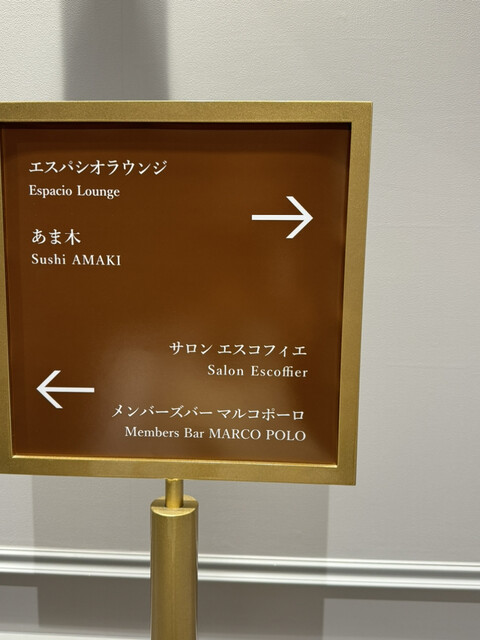 エスパシオラウンジ
Espacio Lounge
あま木
Sushi AMAKI
サロン エスコフィエ
Salon Escoffier
メンバーズバー マルコポーロ
Members Bar MARCO POLO